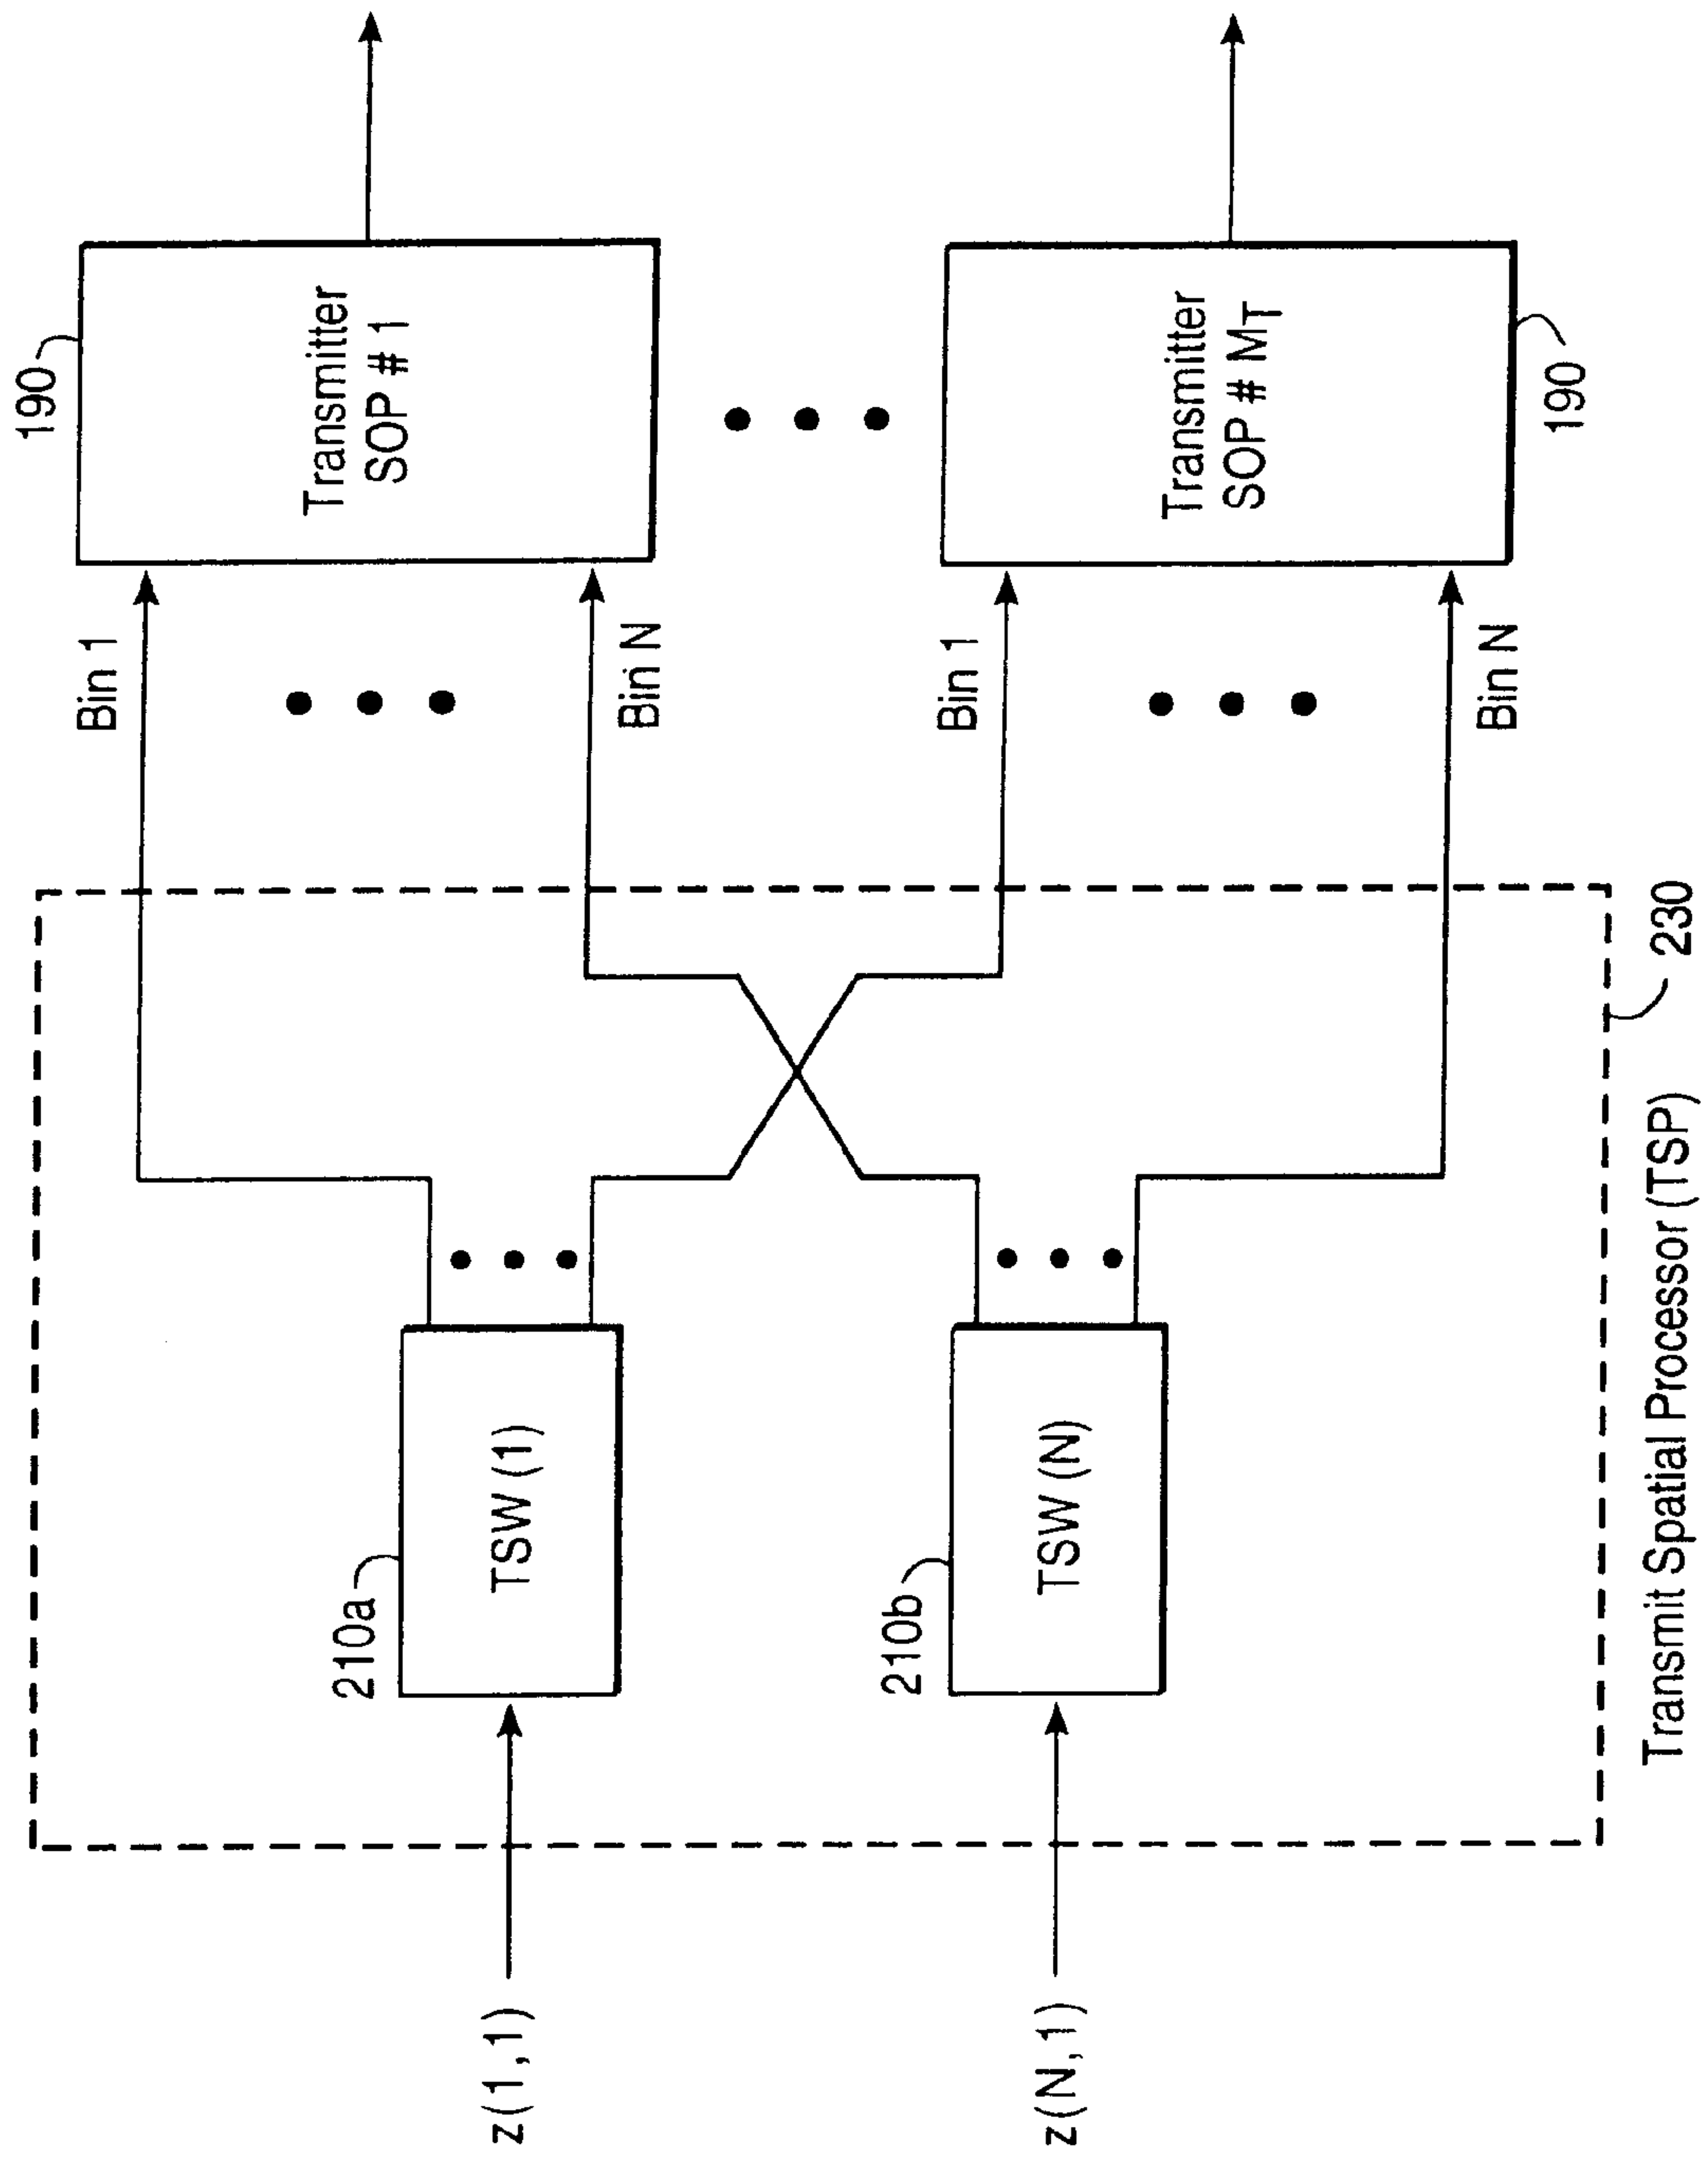 190
Transmitter
SOP # 1
Bin 1
Bin N
Transmitter
SOP # MT
190
Bin 1
Bin N
210a
TSW (1)
210b
TSW (N)
z(1,1)
z(N,1)
230
Transmit Spatial Processor (TSP)